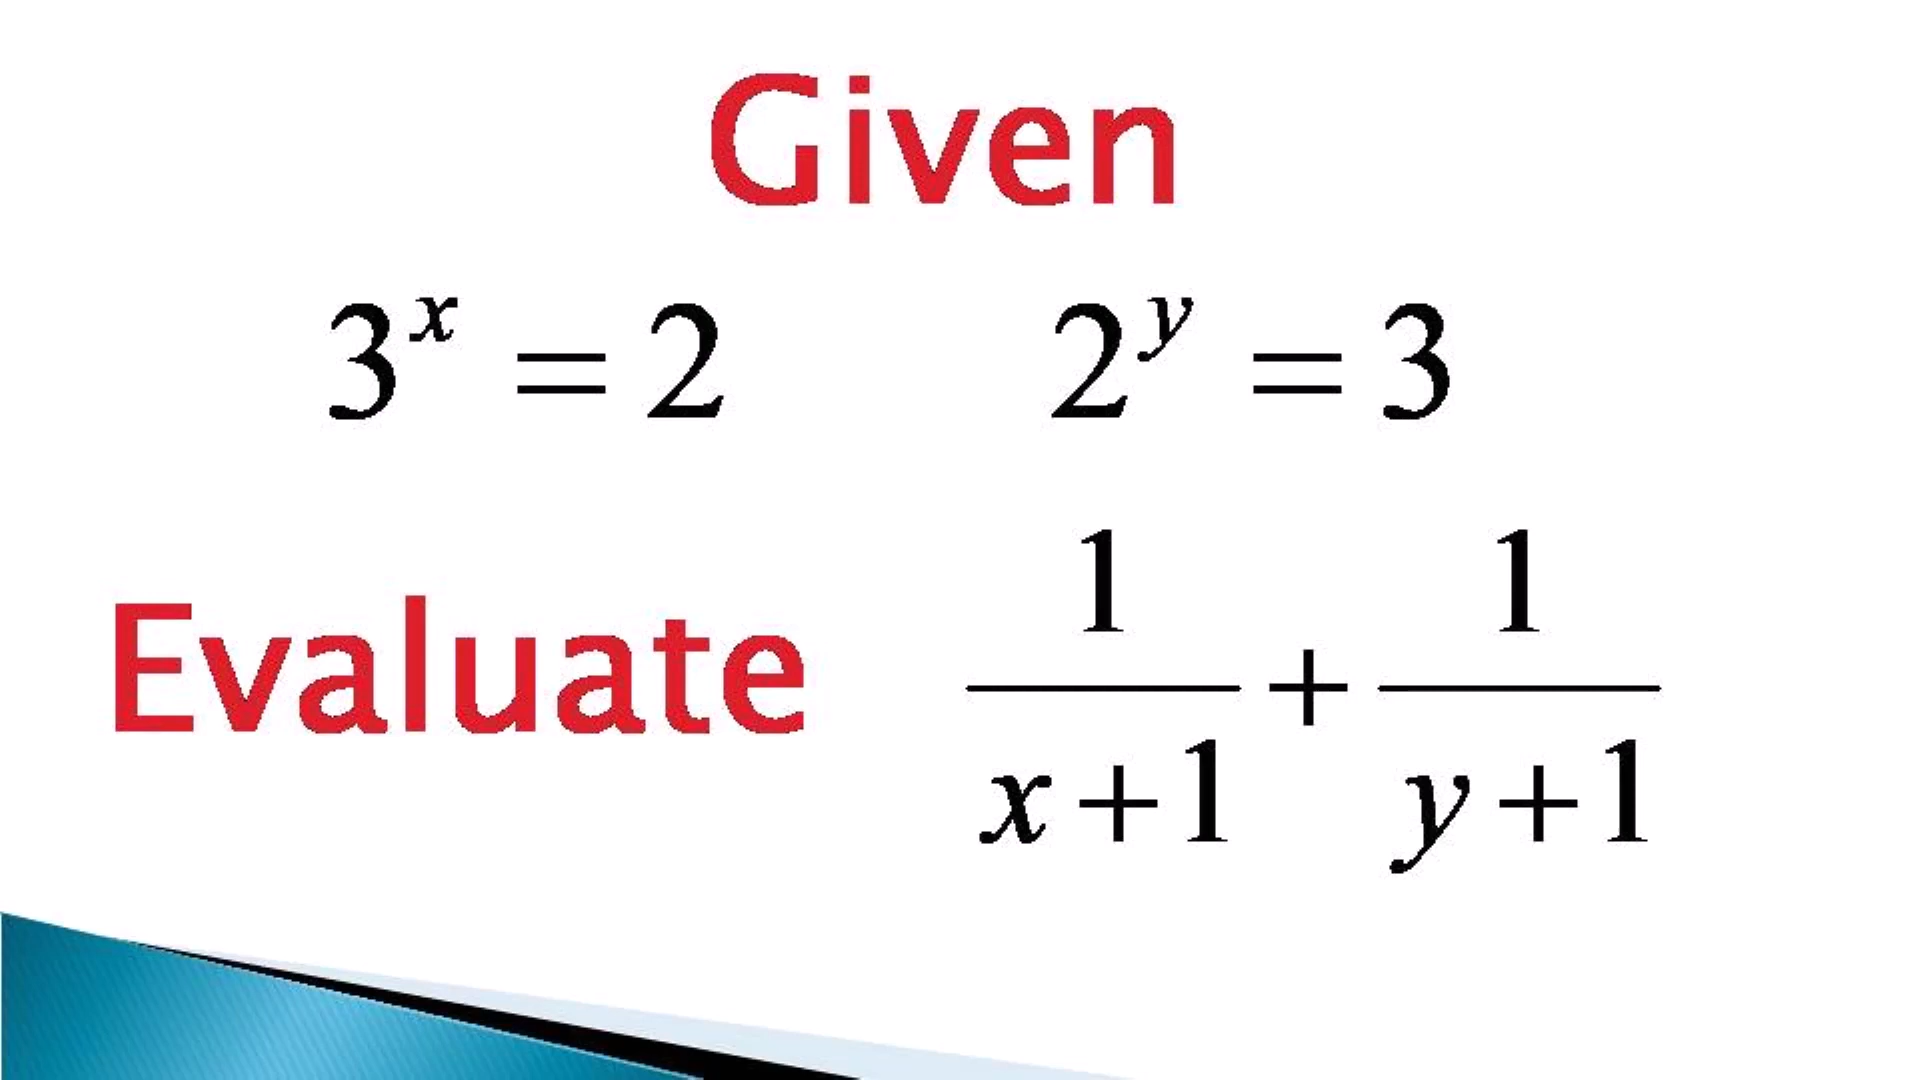 Given
3^x = 2    2^y = 3
Evaluate 1/(x+1) + 1/(y+1)